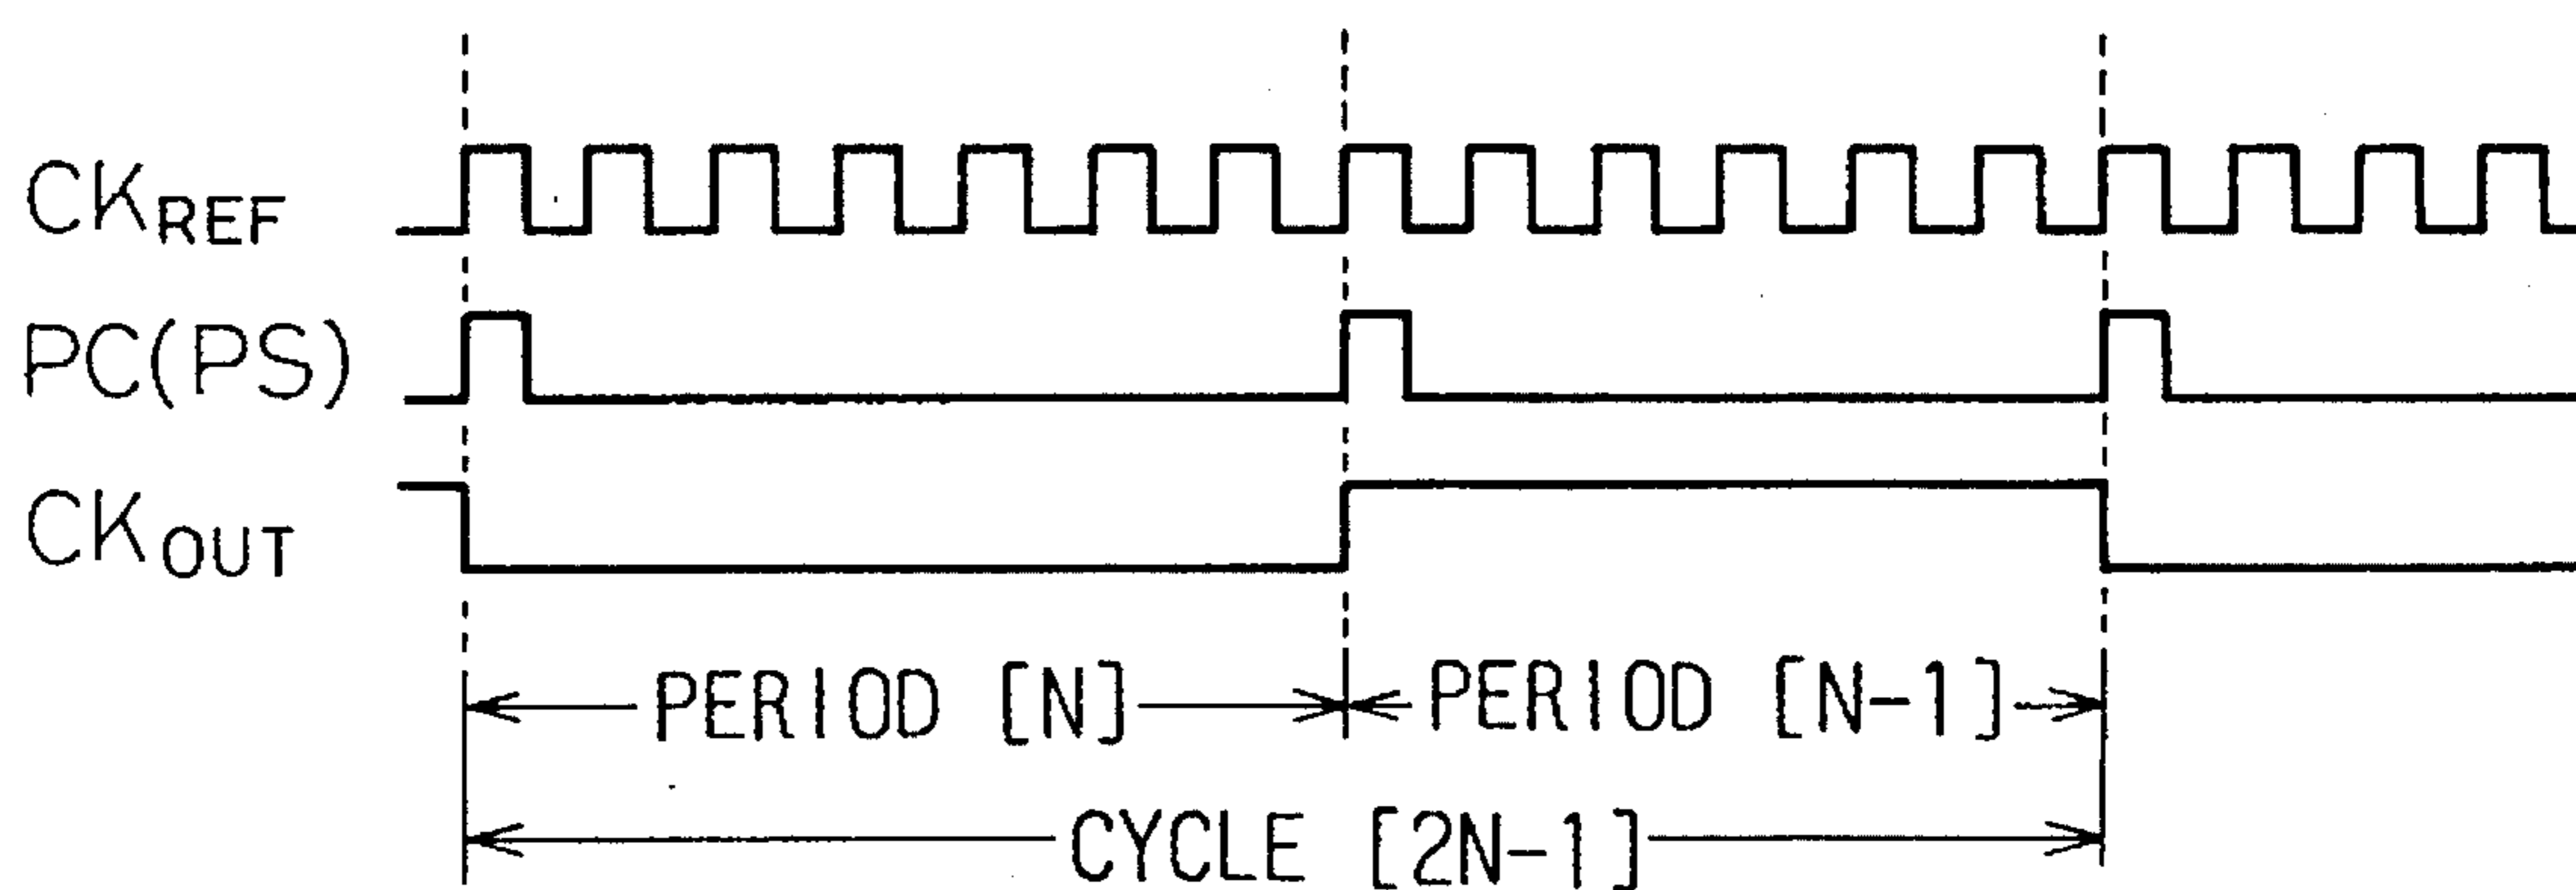 CKREF
PC(PS)
CKOUT
PERIOD [N] PERIOD [N-1]
CYCLE [2N-1]